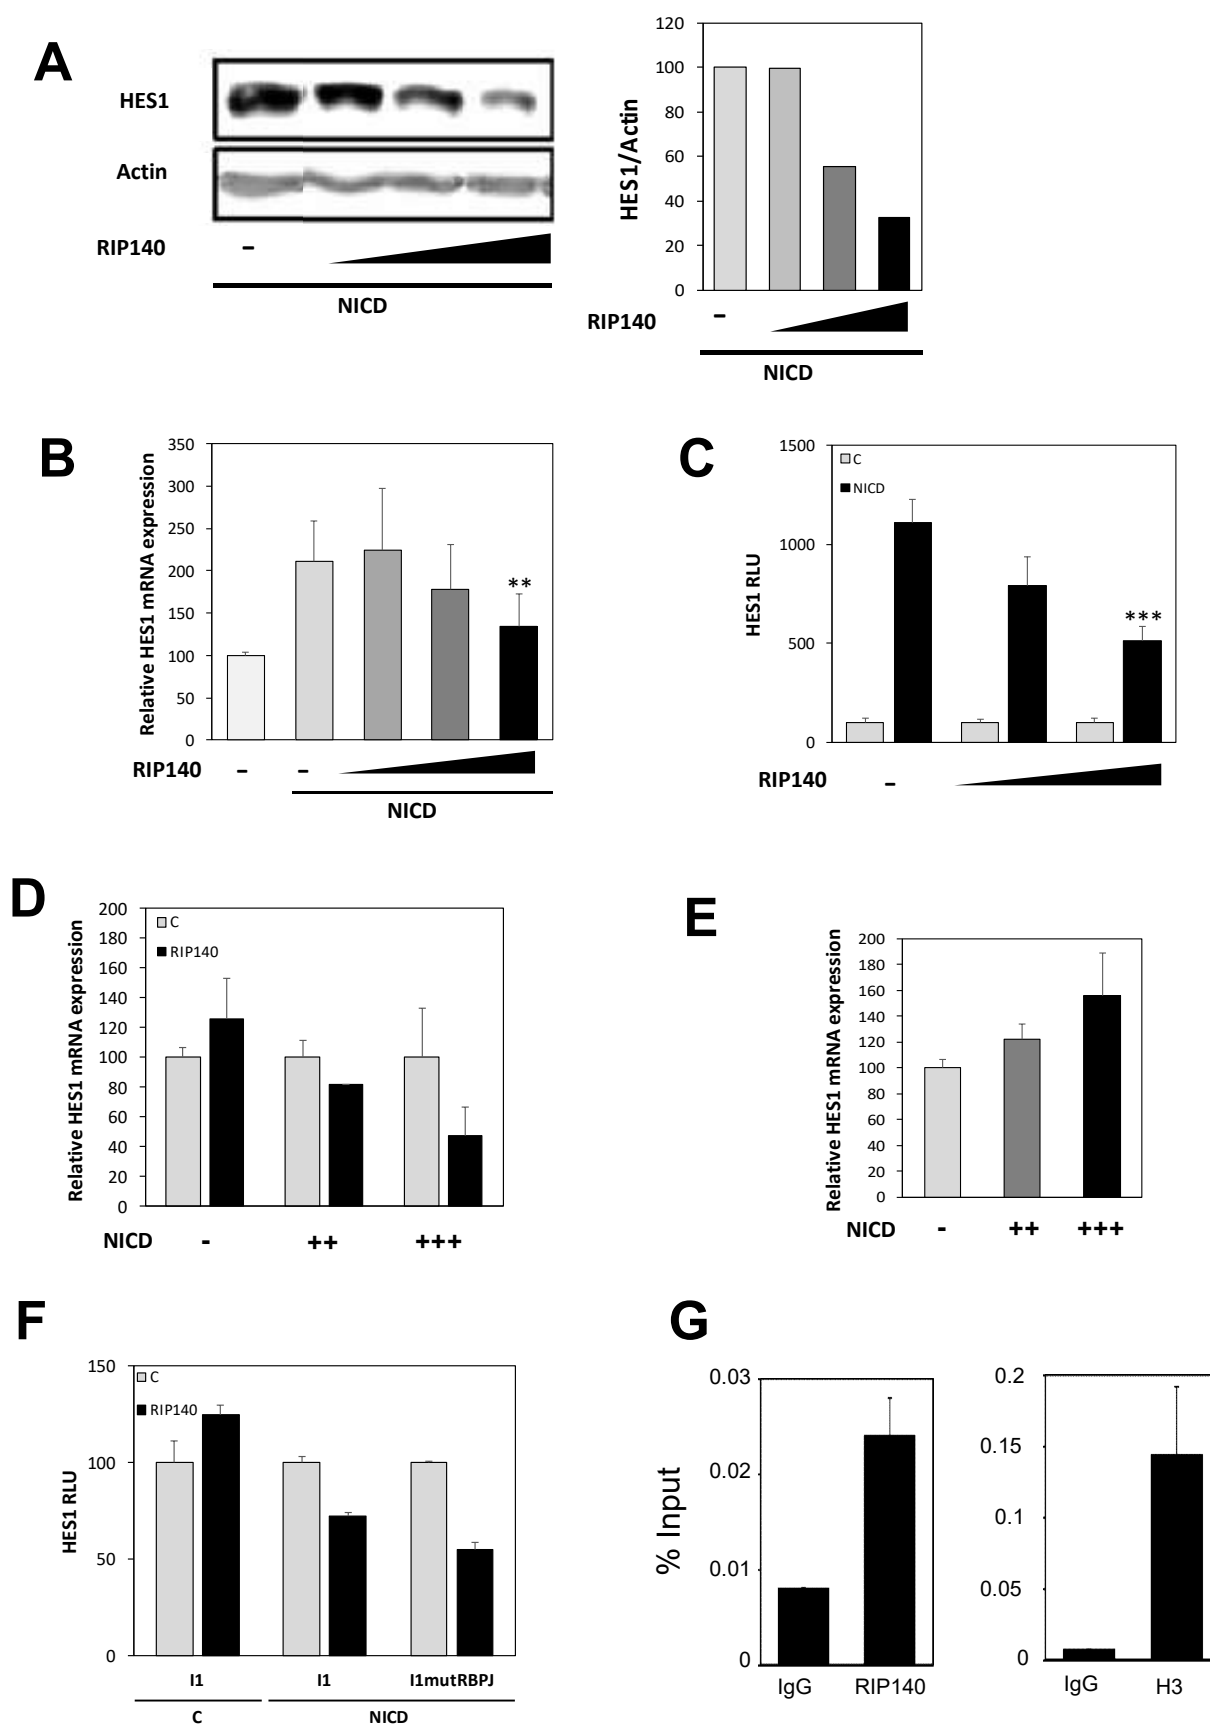 A
HES1
Actin
RIP140 -
NICD
HES1/Actin
120
100
80
60
40
20
0
RIP140 -
NICD
B
Relative HES1 mRNA expression
350
300
250
200
150
100
50
0
**
RIP140 - -
NICD
C
HES1 RLU
1500
1000
500
0
C
NICD
***
RIP140 -
D
Relative HES1 mRNA expression
200
180
160
140
120
100
80
60
40
20
0
C
RIP140
NICD - ++ +++
E
Relative HES1 mRNA expression
200
180
160
140
120
100
80
60
40
20
0
NICD - ++ +++
F
HES1 RLU
150
100
50
0
C
RIP140
I1 I1 I1mutRBPJ
C NICD
G
% Input
0.03
0.02
0.01
0
IgG RIP140
0.2
0.15
0.1
0.05
0
IgG H3